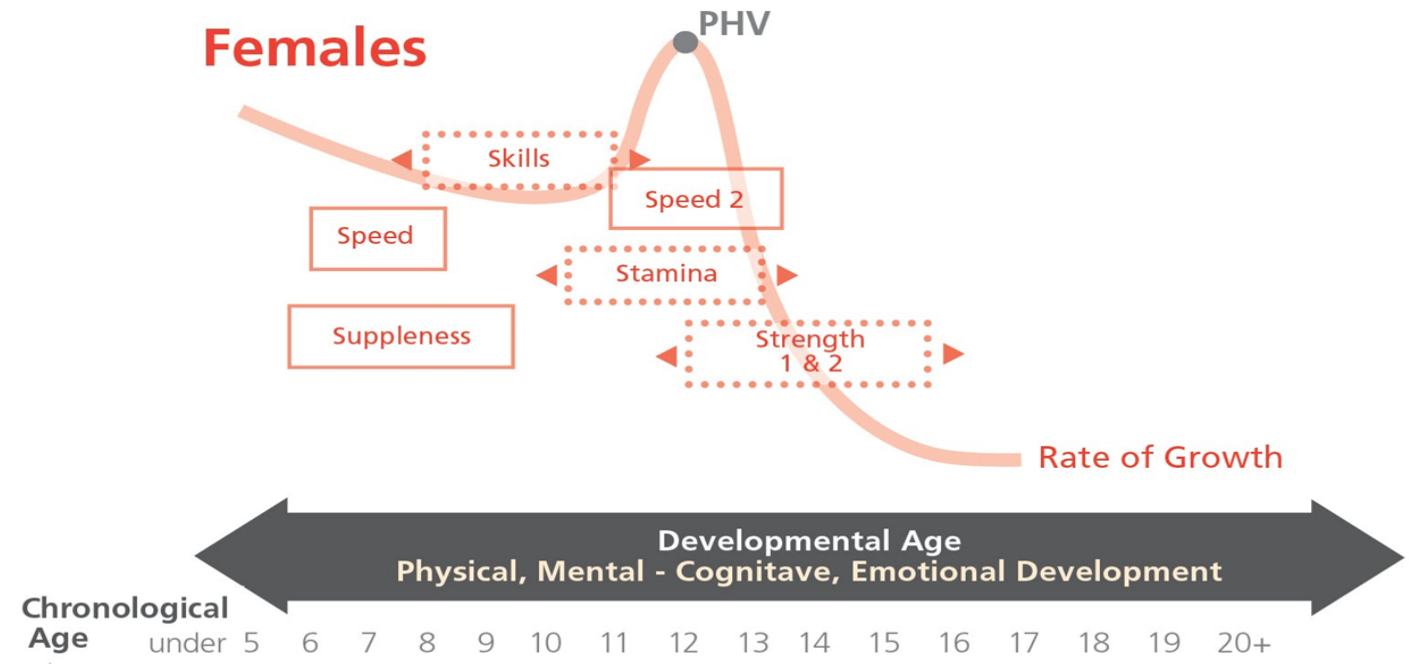 PHV
Females
Skills
Speed 2
Speed
Stamina
Suppleness
Strength
1 & 2
Rate of Growth
Developmental Age
Physical, Mental - Cognitave, Emotional Development
Chronological
Age
under 5 6 7 8 9 10 11 12 13 14 15 16 17 18 19 20+